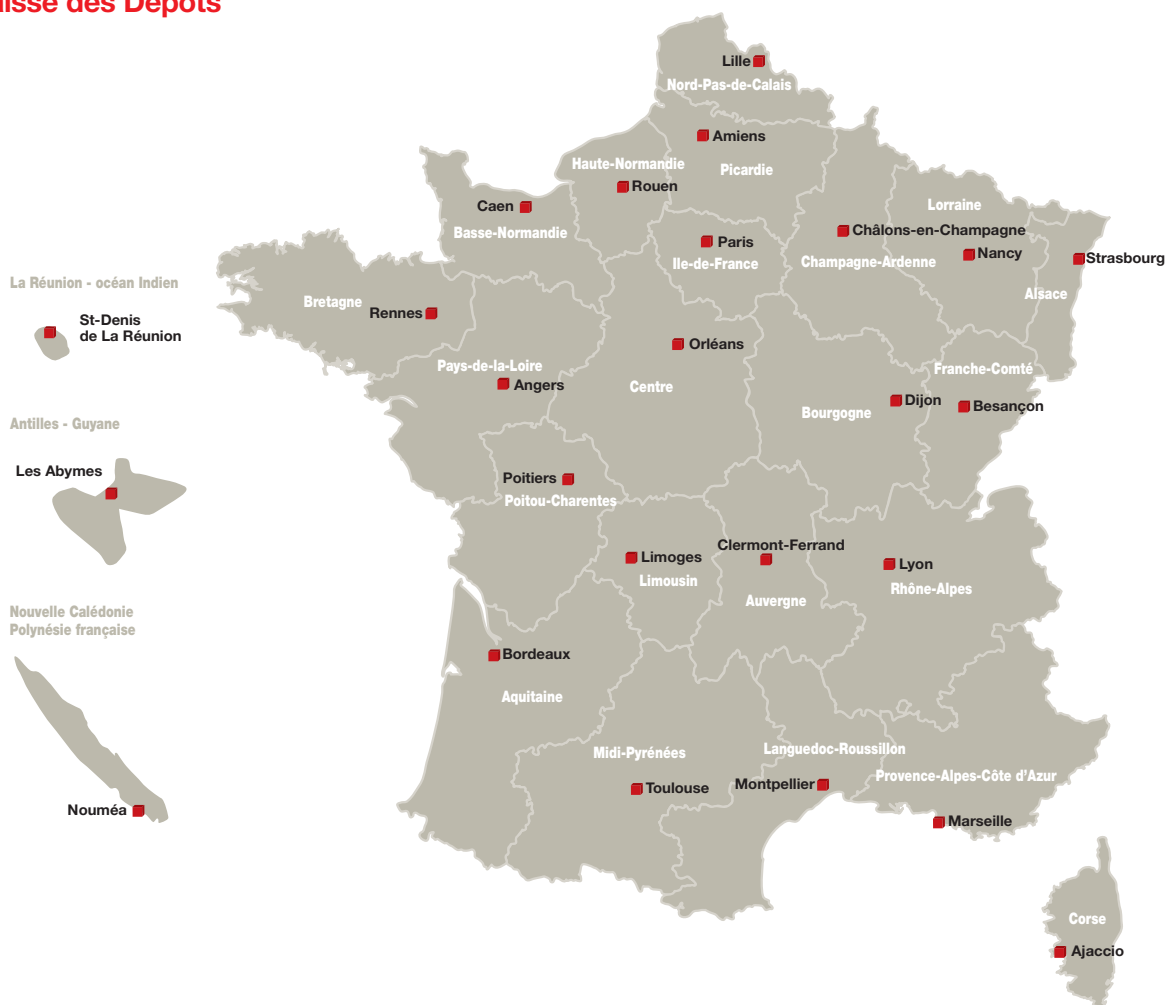 des Dépôts
Lille
Nord-Pas-de-Calais
Amiens
Haute-Normandie
Picardie
Rouen
Caen
Basse-Normandie
Lorraine
Châlons-en-Champagne
Paris
Ile-de-France
Champagne-Ardenne
Nancy
Strasbourg
Alsace
La Réunion - océan Indien
St-Denis
de La Réunion
Bretagne
Rennes
Orléans
Pays-de-la-Loire
Angers
Centre
Franche-Comté
Bourgogne
Dijon
Besançon
Antilles - Guyane
Les Abymes
Poitiers
Poitou-Charentes
Limoges
Limousin
Clermont-Ferrand
Auvergne
Lyon
Rhône-Alpes
Nouvelle Calédonie
Polynésie française
Bordeaux
Aquitaine
Midi-Pyrénées
Languedoc-Roussillon
Provence-Alpes-Côte d'Azur
Toulouse
Montpellier
Nouméa
Marseille
Corse
Ajaccio